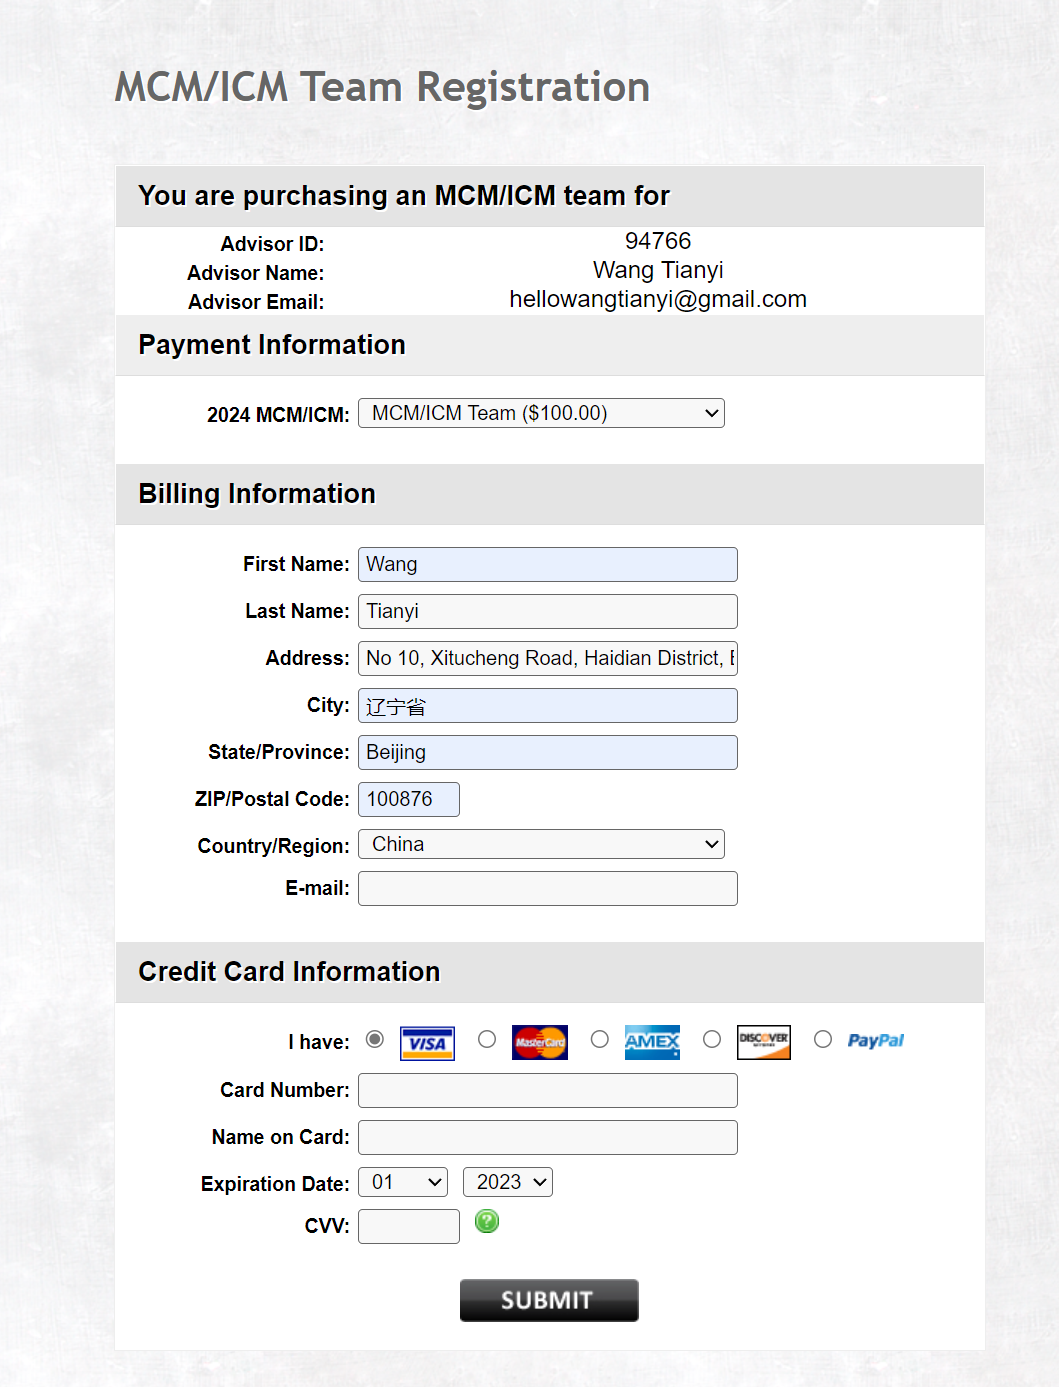 MCM/ICM Team Registration
You are purchasing an MCM/ICM team for
Advisor ID: 94766
Advisor Name: Wang Tianyi
Advisor Email: hellowangtianyi@gmail.com
Payment Information
2024 MCM/ICM: MCM/ICM Team ($100.00)
Billing Information
First Name: Wang
Last Name: Tianyi
Address: No 10, Xitucheng Road, Haidian District,
City: 辽宁省
State/Province: Beijing
ZIP/Postal Code: 100876
Country/Region: China
E-mail:
Credit Card Information
I have: VISA MasterCard AMEX DISCOVER PayPal
Card Number:
Name on Card:
Expiration Date: 01 2023
CVV: ?
SUBMIT